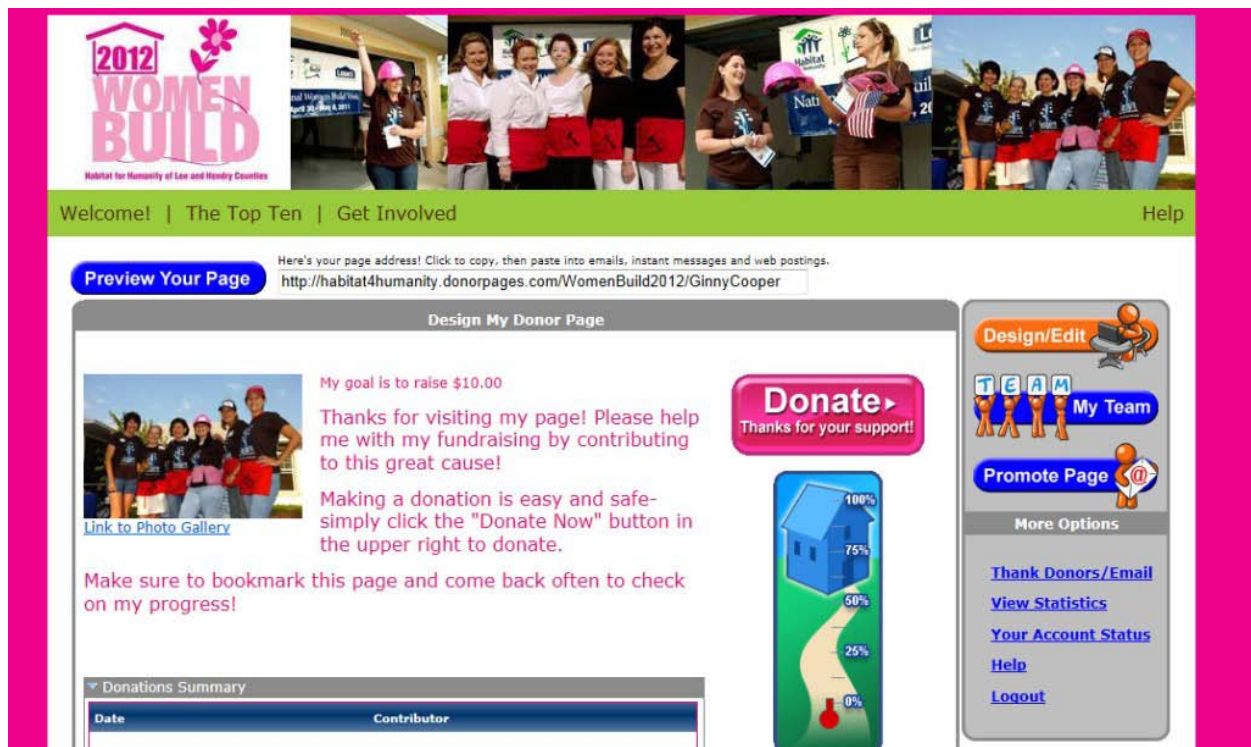 2012
WOMEN
BUILD
Habitat for Humanity of Lee and Hendry Counties
Habitat
Welcome! | The Top Ten | Get Involved
Help
Here's your page address! Click to copy, then paste into emails, instant messages and web postings.
Preview Your Page
http://habitat4humanity.donorpages.com/WomenBuild2012/GinnyCooper
Design My Donor Page
My goal is to raise $10.00
Thanks for visiting my page! Please help
me with my fundraising by contributing
to this great cause!
Making a donation is easy and safe-
simply click the "Donate Now" button in
the upper right to donate.
Link to Photo Gallery
Make sure to bookmark this page and come back often to check
on my progress!
Donations Summary
Date
Contributor
Donate
Thanks for your support!
100%
75%
50%
25%
0%
Design/Edit
TEAM
My Team
Promote Page
@
More Options
Thank Donors/Email
View Statistics
Your Account Status
Help
Logout